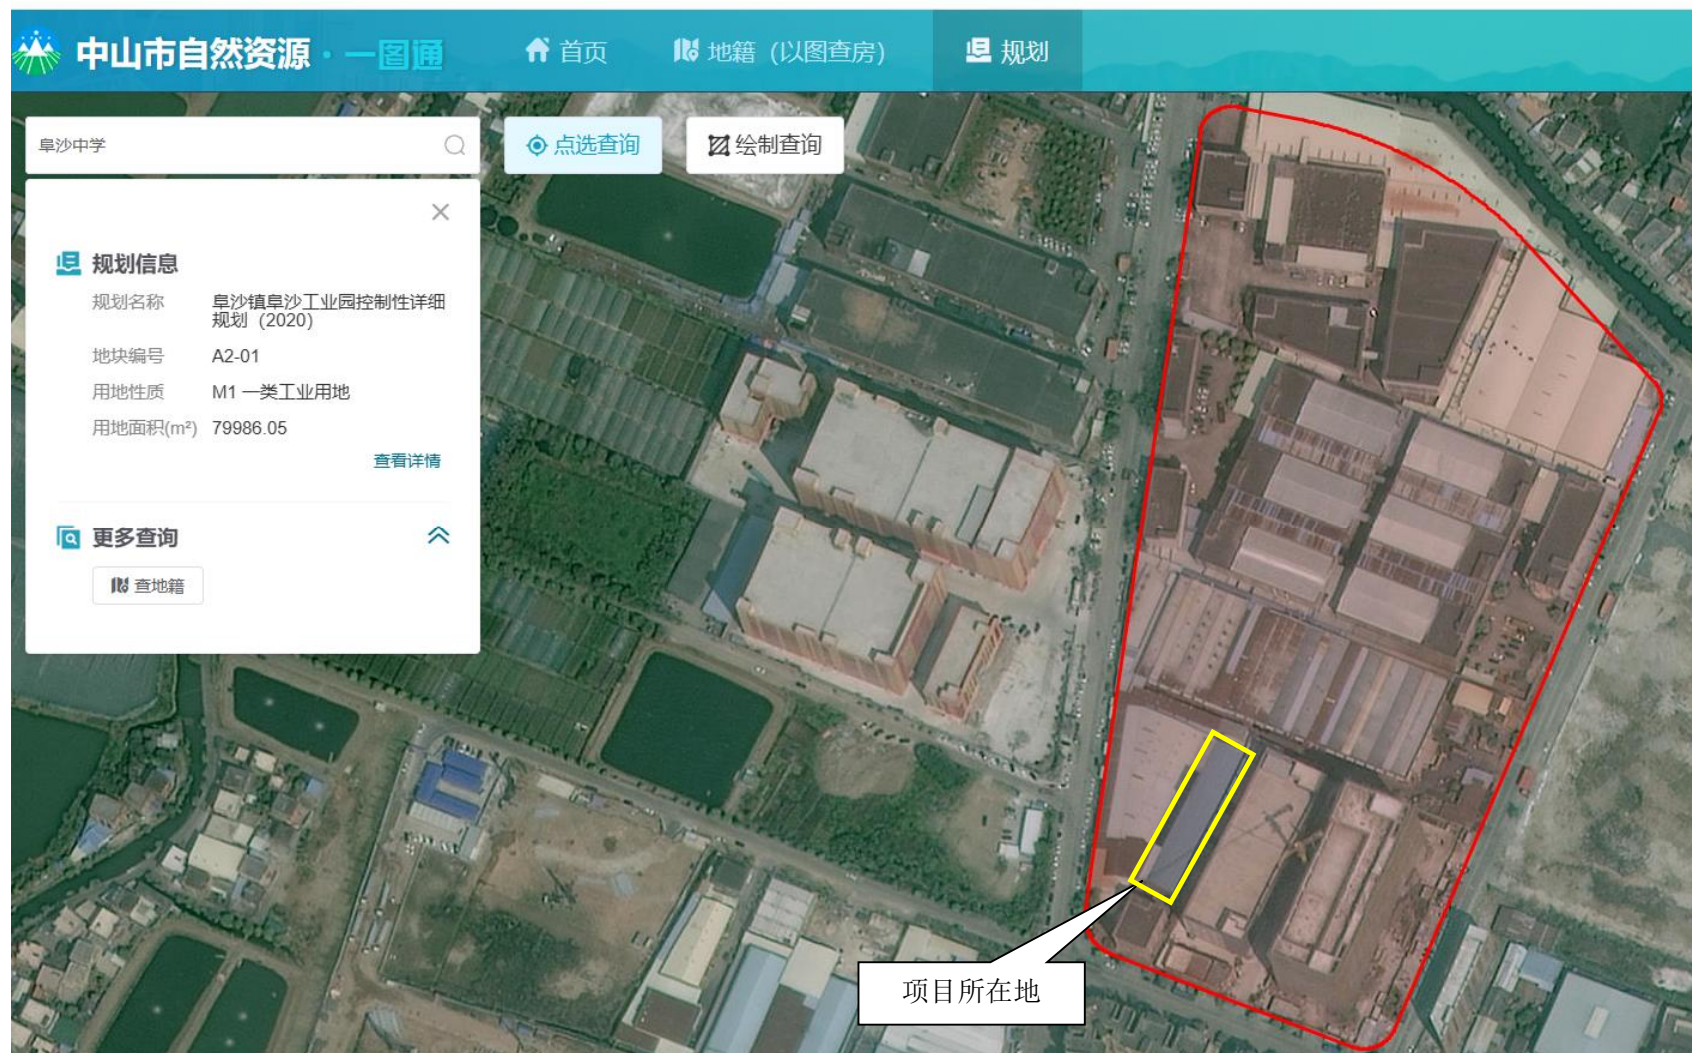 中山市自然资源·一图通
首页
地籍（以图查房）
规划
阜沙中学
点选查询
绘制查询
规划信息
规划名称 阜沙镇阜沙工业园控制性详细
规划（2020）
地块编号 A2-01
用地性质 M1 一类工业用地
用地面积(m²) 79986.05
查看详情
更多查询
查地籍
项目所在地